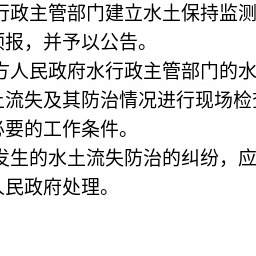 行政主管部门建立水土保持监测
预报，并予以公告。
方人民政府水行政主管部门的水
土流失及其防治情况进行现场检查
必要的工作条件。
发生的水土流失防治的纠纷，应
人民政府处理。